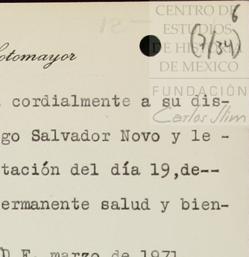 CENTRO DE
ESTUDIOS
DE HISTORIA
DE MEXICO
FUNDACIÓN
Carlos Slim
6
(7/34)
otomayor
cordialmente a su dis-
go Salvador Novo y le -
tación del día 19,de--
ermanente salud y bien-
D F. marzo de 1971